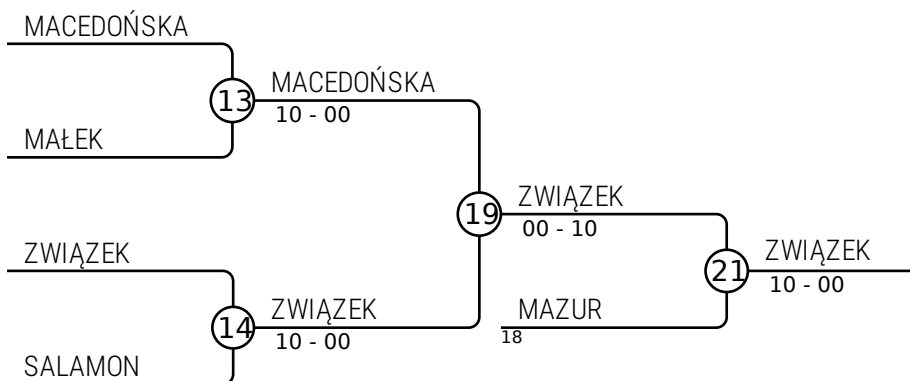 MACEDOŃSKA
13
MACEDOŃSKA
10 - 00
MAŁEK
19
ZWIĄZEK
00 - 10
ZWIĄZEK
21
ZWIĄZEK
10 - 00
14
ZWIĄZEK
10 - 00
MAZUR
18
SALAMON